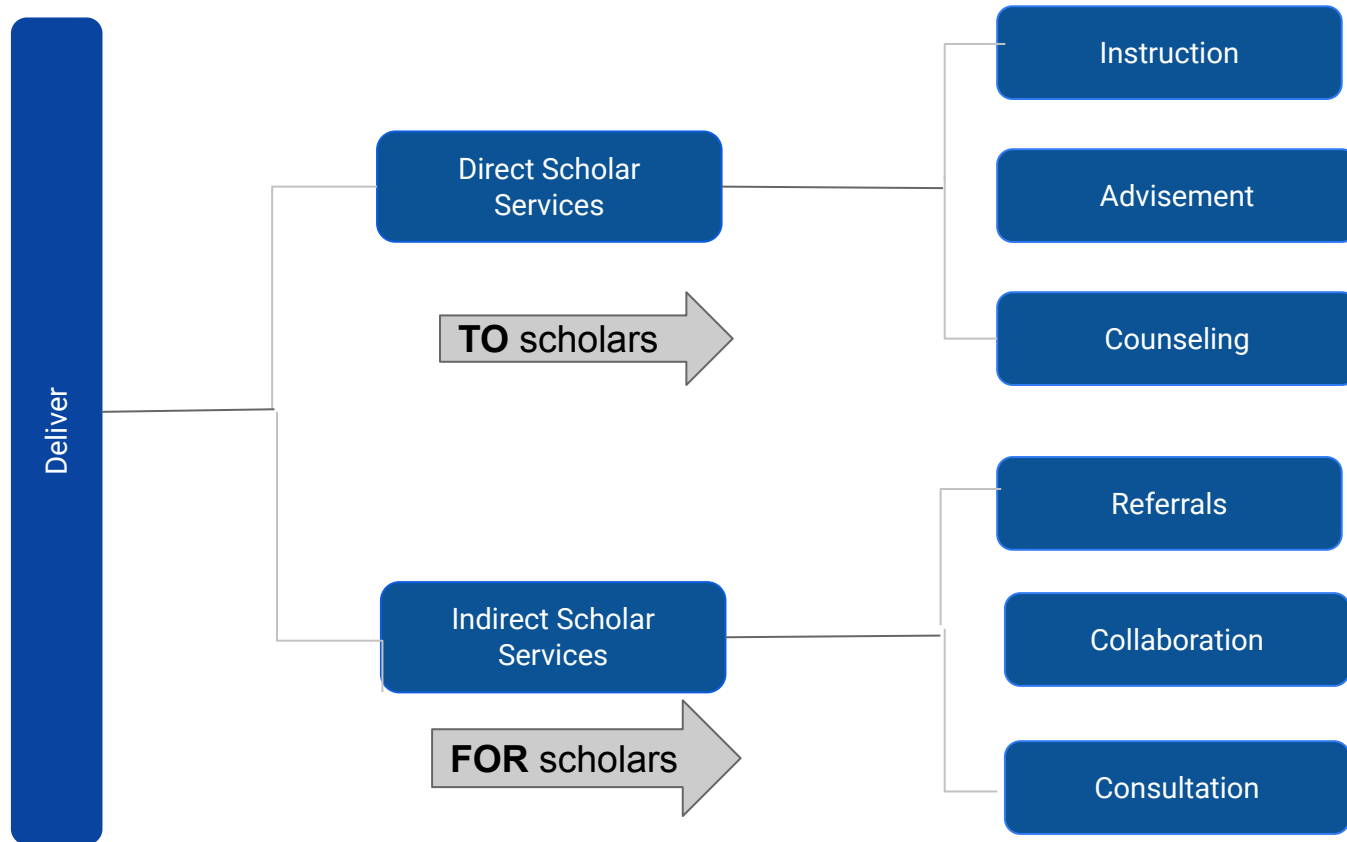 Deliver
Direct Scholar
Services
TO scholars
Instruction
Advisement
Counseling
Indirect Scholar
Services
FOR scholars
Referrals
Collaboration
Consultation